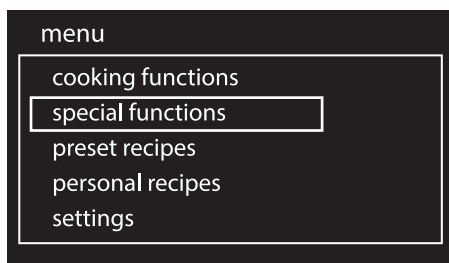 menu
cooking functions
special functions
preset recipes
personal recipes
settings